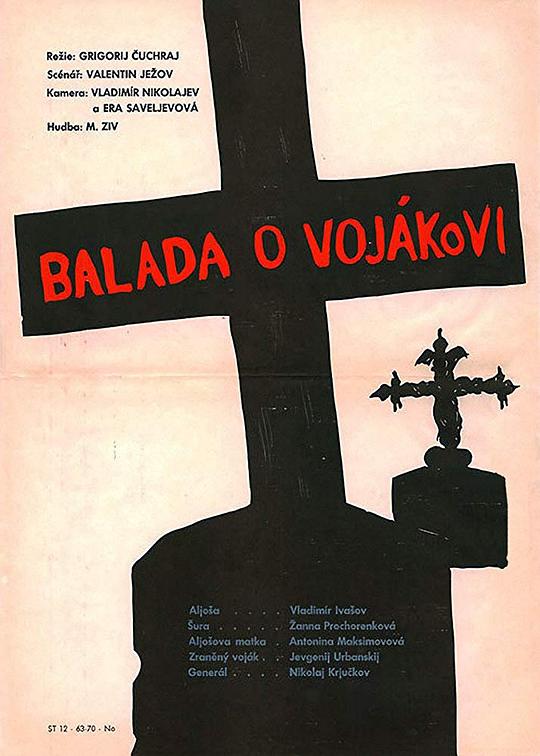 Režie: GRIGORIJ ČUCHRAJ
Scénář: VALENTIN JEŽOV
Kamera: VLADIMÍR NIKOLAJEV
a ERA SAVELJEVOVÁ
Hudba: M. ZIV
BALADA O VOJÁKOVI
Aljoša . . . . Vladimír Ivašov
Šura . . . . . Žanna Prochorenková
Aljošova matka . Antonina Maksimovová
Zraněný voják . . Jevgenij Urbanskij
Generál . . . . Nikolaj Krjučkov
ST 12 - 63-70 - No